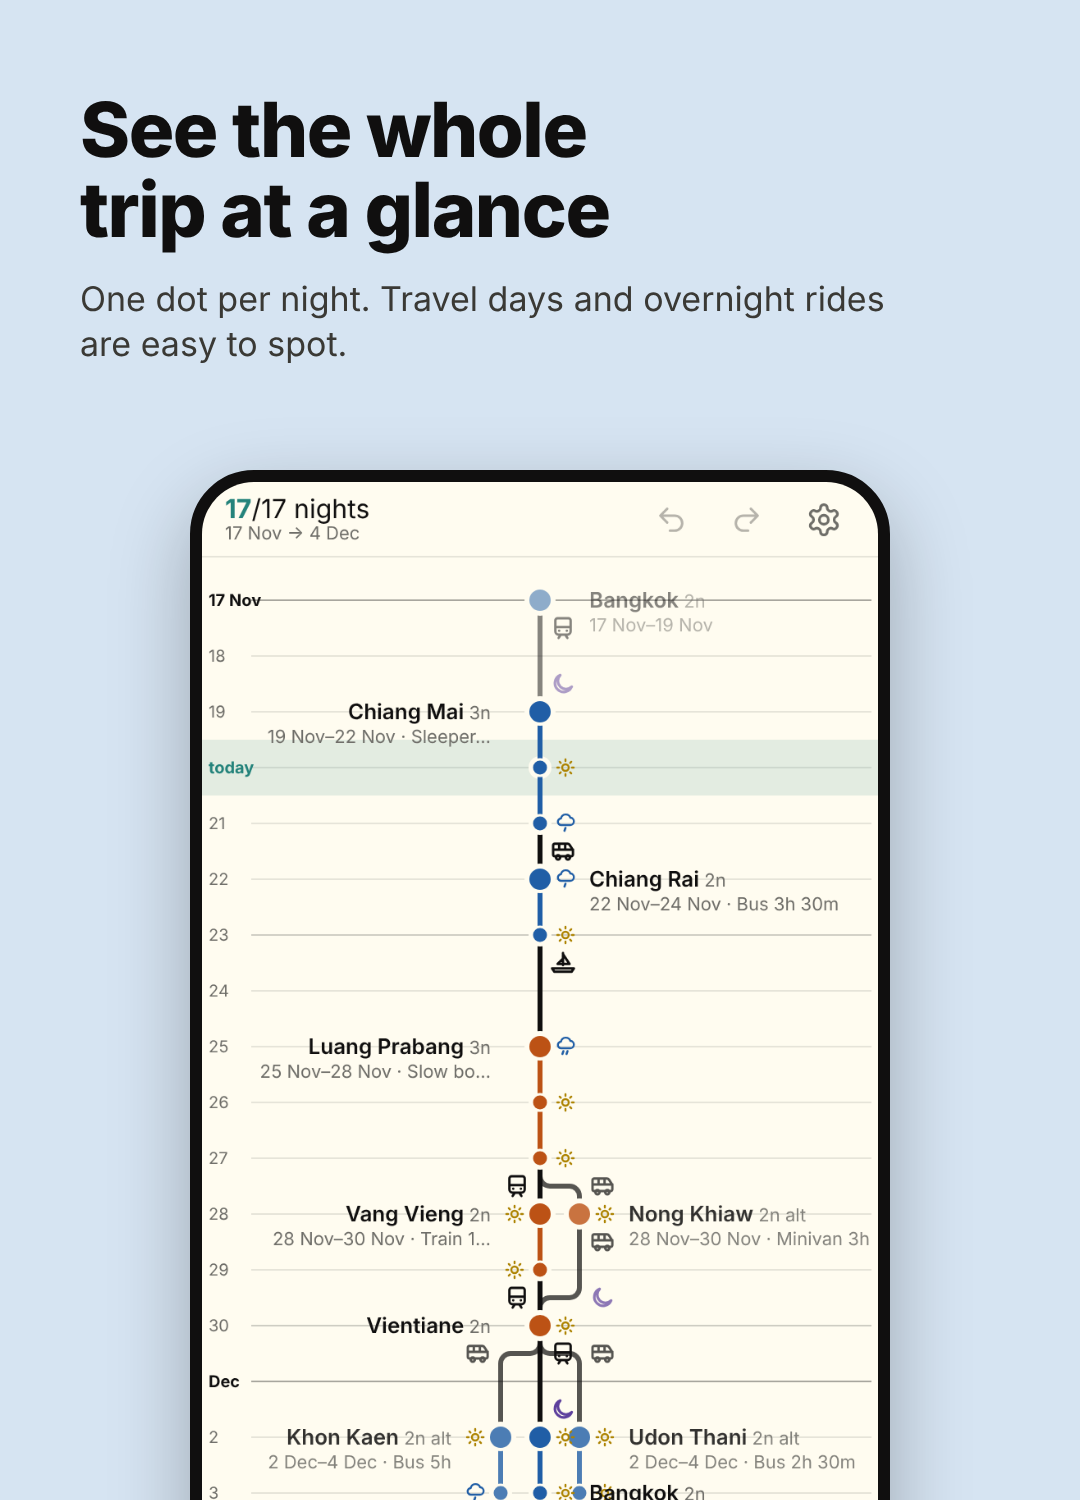 See the whole
trip at a glance
One dot per night. Travel days and overnight rides
are easy to spot.
17/17 nights
17 Nov → 4 Dec
17 Nov
Bangkok 2n
17 Nov–19 Nov
18
19
Chiang Mai 3n
19 Nov–22 Nov · Sleeper...
today
21
22
Chiang Rai 2n
22 Nov–24 Nov · Bus 3h 30m
23
24
25
Luang Prabang 3n
25 Nov–28 Nov · Slow bo...
26
27
28
Vang Vieng 2n
28 Nov–30 Nov · Train 1...
Nong Khiaw 2n alt
28 Nov–30 Nov · Minivan 3h
29
30
Vientiane 2n
Dec
2
Khon Kaen 2n alt
2 Dec–4 Dec · Bus 5h
Udon Thani 2n alt
2 Dec–4 Dec · Bus 2h 30m
3
Bangkok 2n